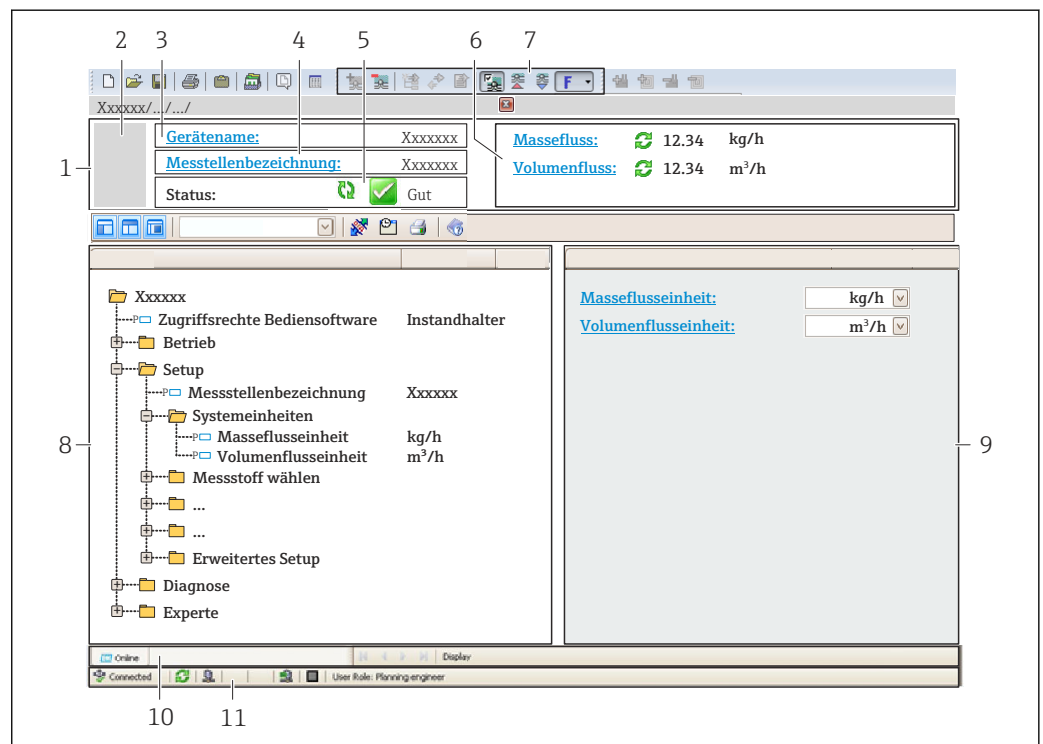 2 3 4 5 6 7
F
Xxxxxx/.../.../
1
Gerätename: Xxxxxxx
Messtellenbezeichnung: Xxxxxxx
Status: Gut
Massefluss: 12.34 kg/h
Volumenfluss: 12.34 m³/h
Xxxxxx
P Zugriffsrechte Bediensoftware Instandhalter
Betrieb
Setup
P Messstellenbezeichnung Xxxxxx
Systemeinheiten
P Masseflusseinheit kg/h
P Volumenflusseinheit m³/h
Messstoff wählen
...
...
Erweitertes Setup
Diagnose
Experte
8
Masseflusseinheit: kg/h
Volumenflusseinheit: m³/h
9
Online Display
Connected User Role: Planning engineer
10 11